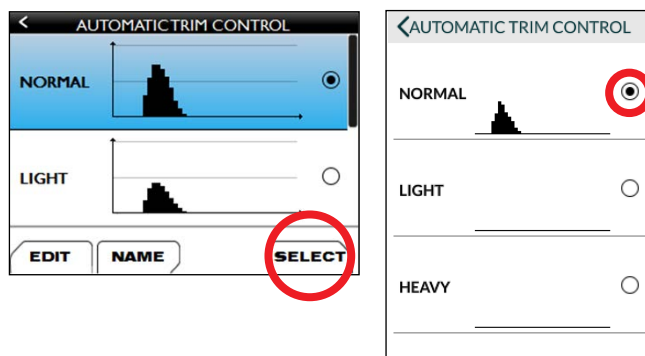 < AUTOMATIC TRIM CONTROL
NORMAL
LIGHT
EDIT NAME SELECT
AUTOMATIC TRIM CONTROL
NORMAL
LIGHT
HEAVY